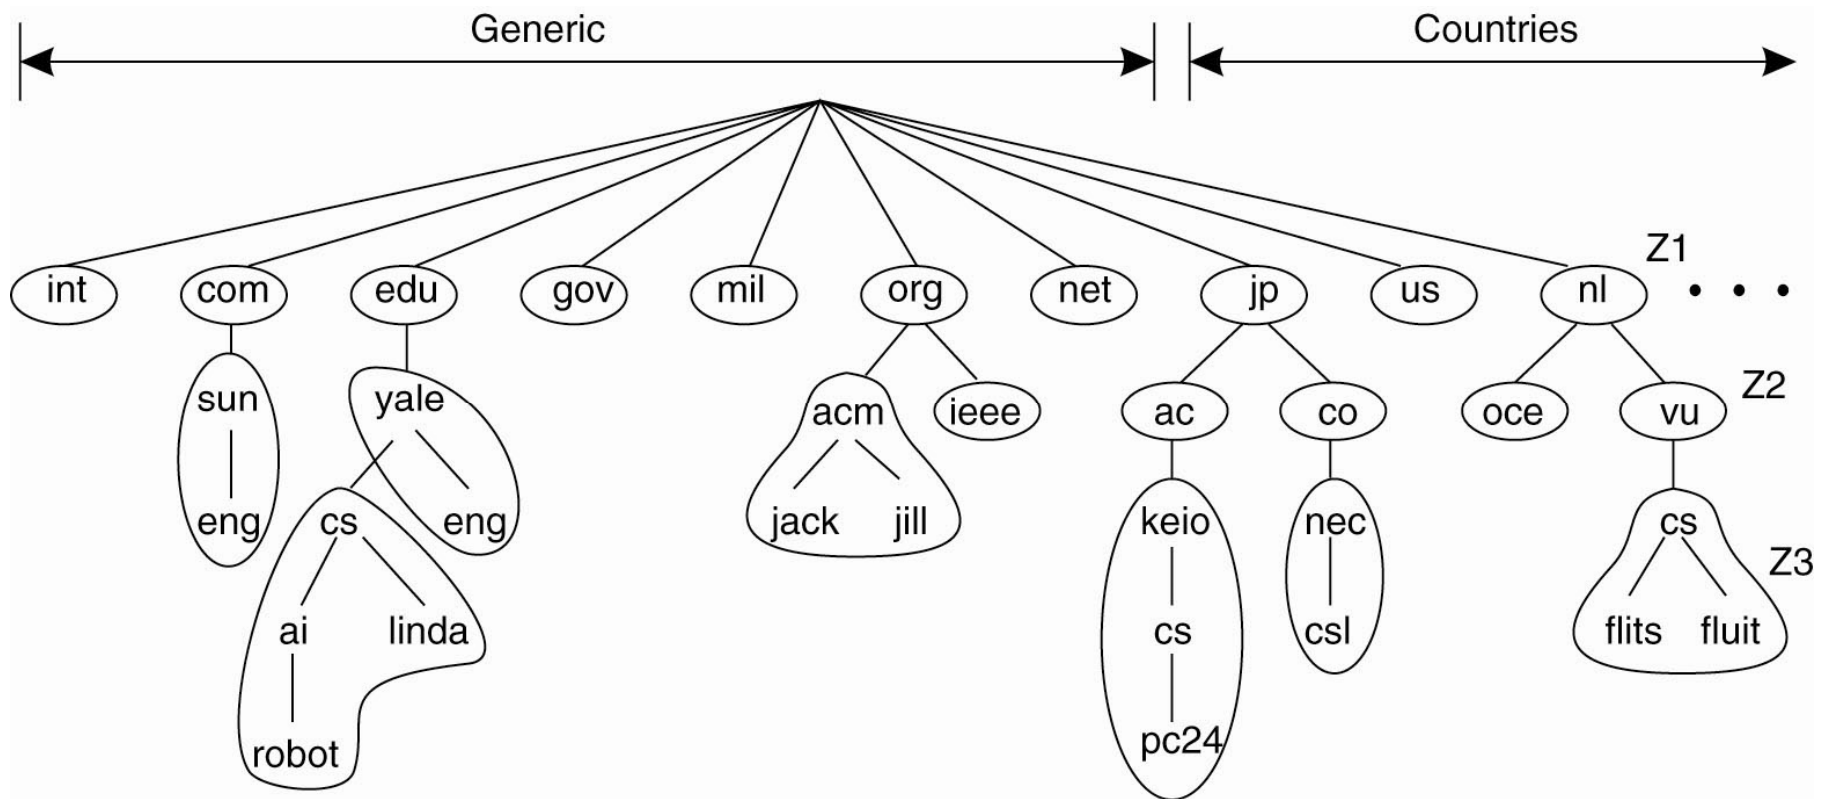 Generic Countries
Z1
int com edu gov mil org net jp us nl • • •
Z2
sun yale acm ieee ac co oce vu
eng cs eng jack jill keio nec cs
Z3
ai linda cs csl flits fluit
robot pc24